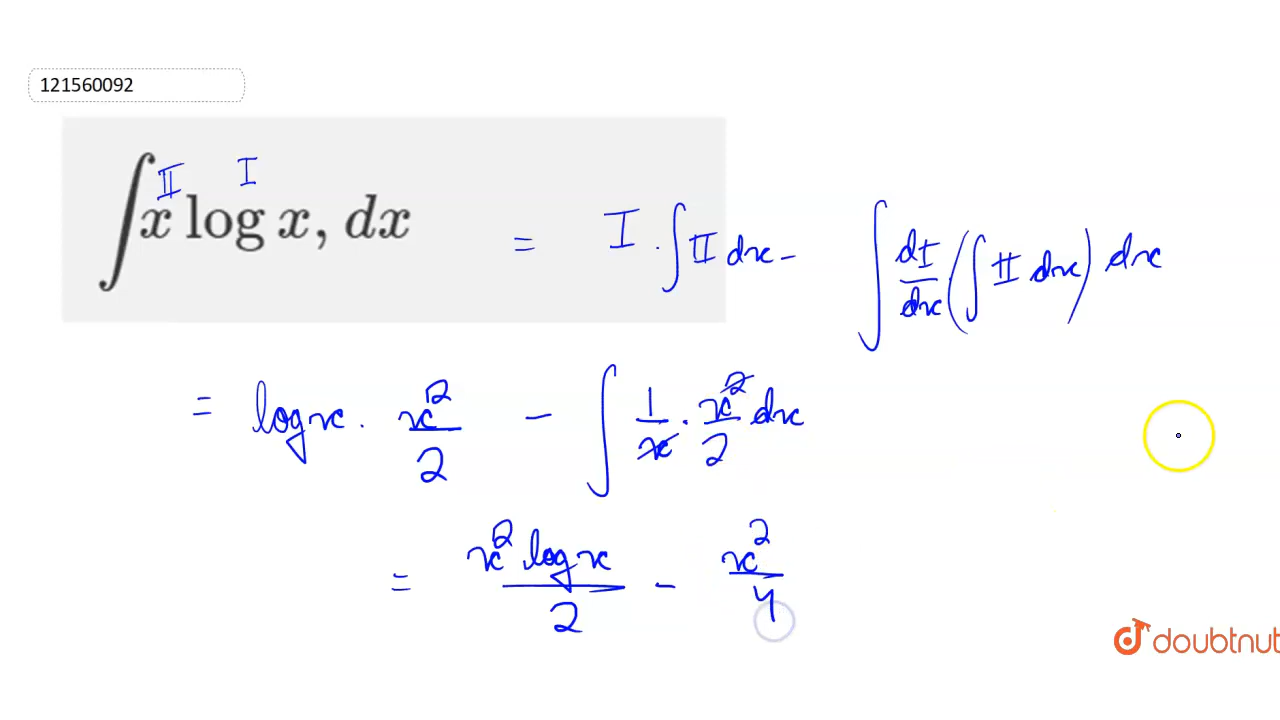 121560092
∫ x log x, dx = I . ∫ II dx - ∫ dI/dx (∫ II dx) dx
II I
= log x . x²/2 - ∫ 1/x . x²/2 dx
= x² log x/2 - x²/4
doubtnut